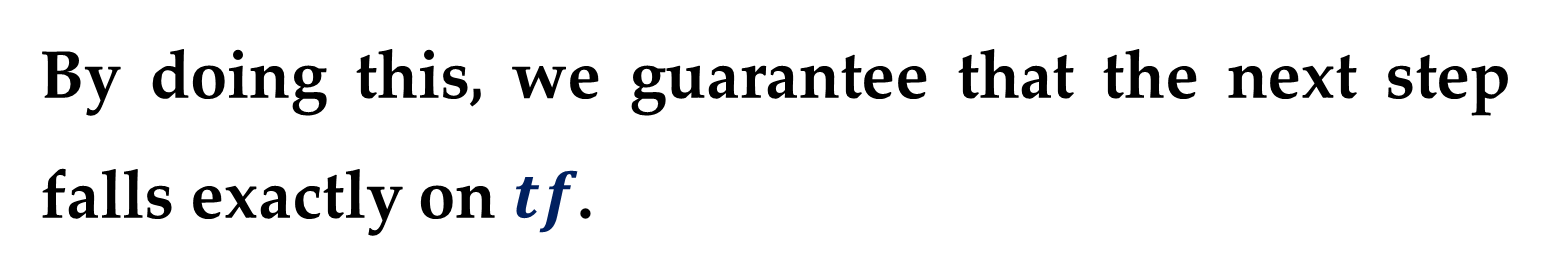 By doing this, we guarantee that the next step
falls exactly on tf.